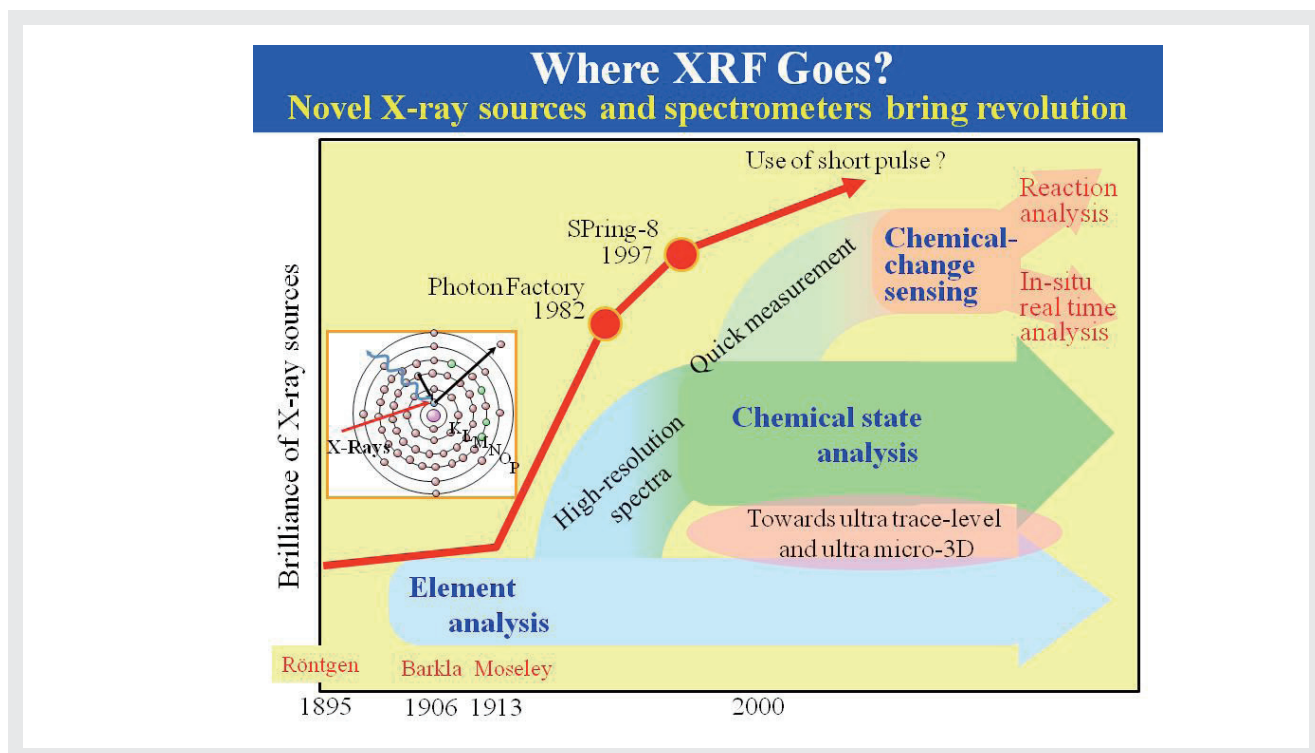 Where XRF Goes?
Novel X-ray sources and spectrometers bring revolution
Use of short pulse ?
Reaction
analysis
SPring-8
1997
Chemical-
change
sensing
Quick measurement
Photon Factory
1982
In-situ
real time
analysis
Brilliance of X-ray sources
X-Rays
K
L
M
N
O
P
High-resolution
spectra
Chemical state
analysis
Towards ultra trace-level
and ultra micro-3D
Element
analysis
Röntgen
Barkla
Moseley
1895
1906
1913
2000